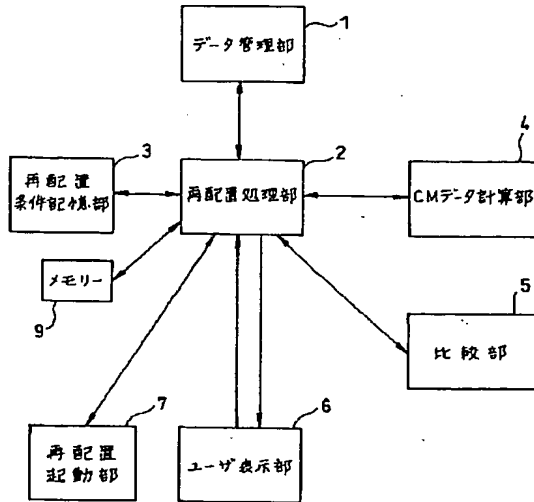 1
データ管理部
4
3
2
再配置
条件記憶部
再配置処理部
CMデータ計算部
メモリー
9
5
比較部
7
6
再配置
起動部
ユーザ表示部